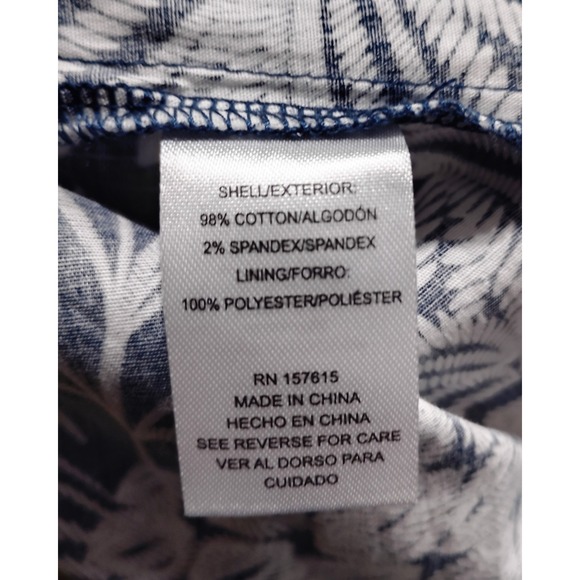 SHELL/EXTERIOR:
98% COTTON/ALGODÓN
2% SPANDEX/SPANDEX
LINING/FORRO:
100% POLYESTER/POLIÉSTER
RN 157615
MADE IN CHINA
HECHO EN CHINA
SEE REVERSE FOR CARE
VER AL DORSO PARA
CUIDADO